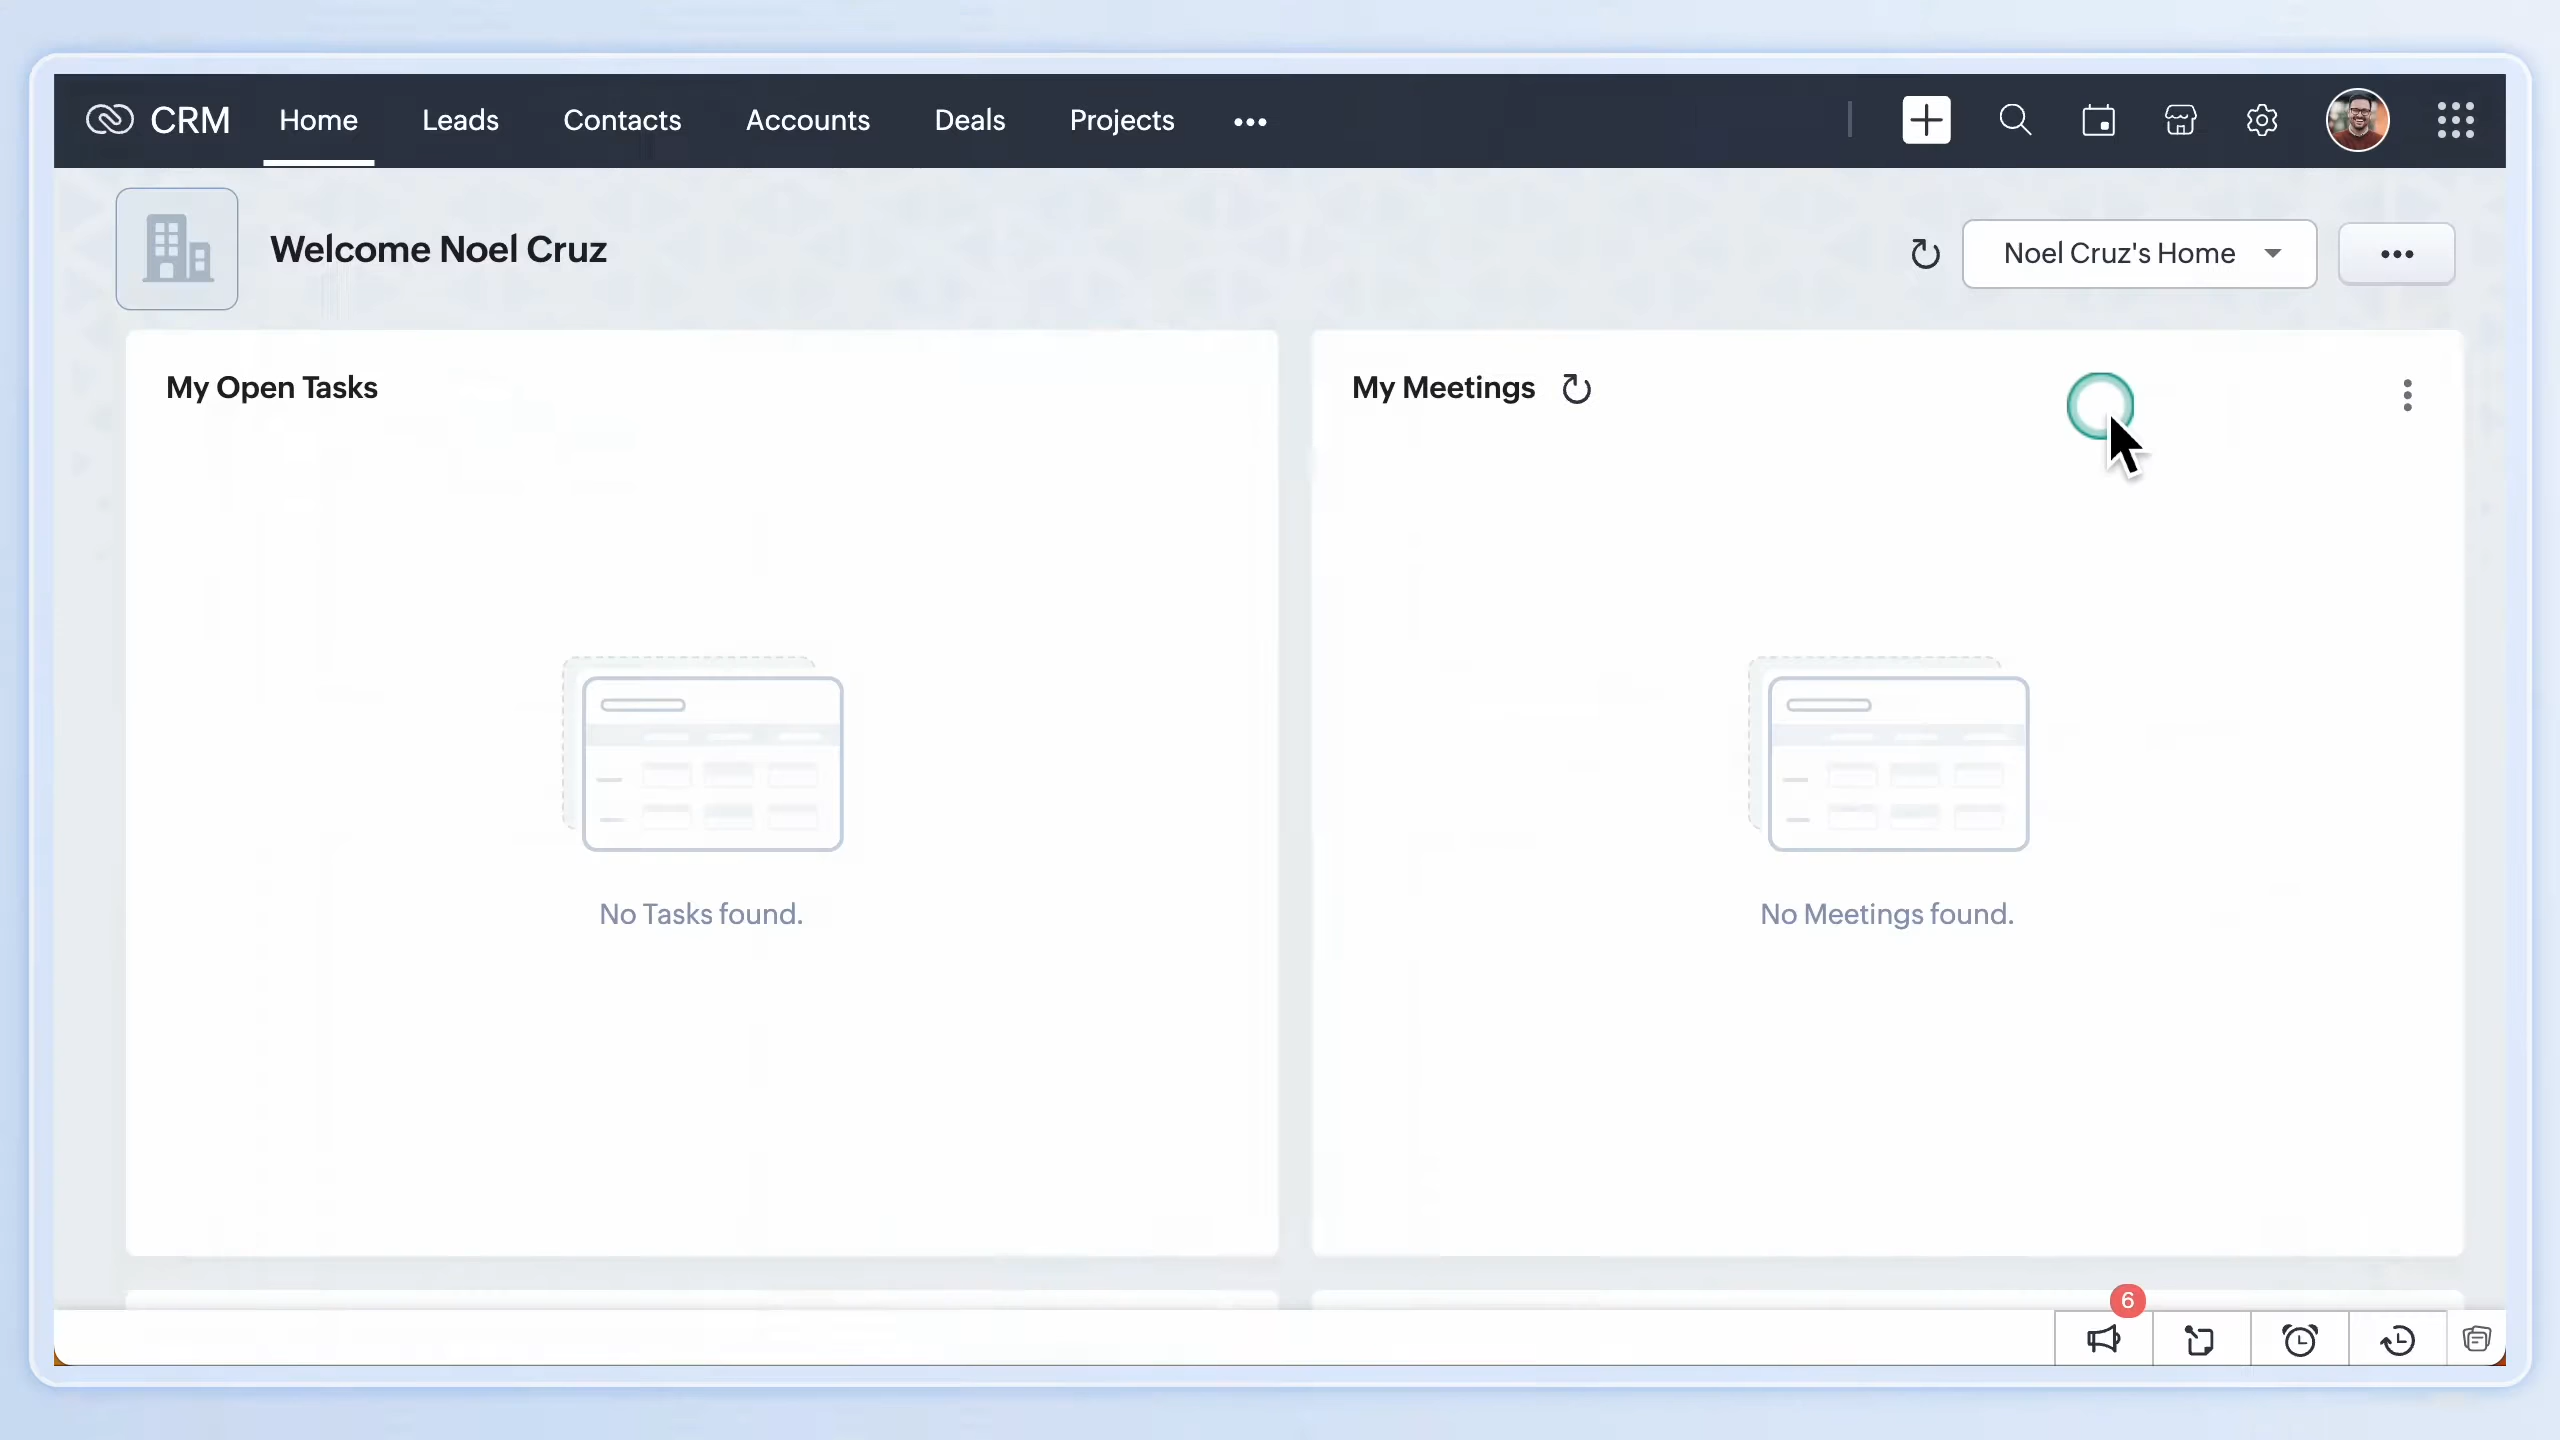 CRM Home Leads Contacts Accounts Deals Projects
Welcome Noel Cruz
Noel Cruz's Home
My Open Tasks
No Tasks found.
My Meetings
No Meetings found.
6